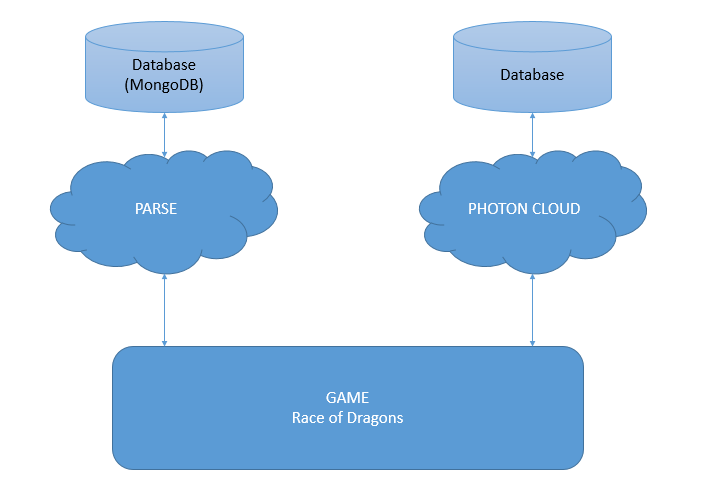 Database
(MongoDB)
Database
PARSE
PHOTON CLOUD
GAME
Race of Dragons